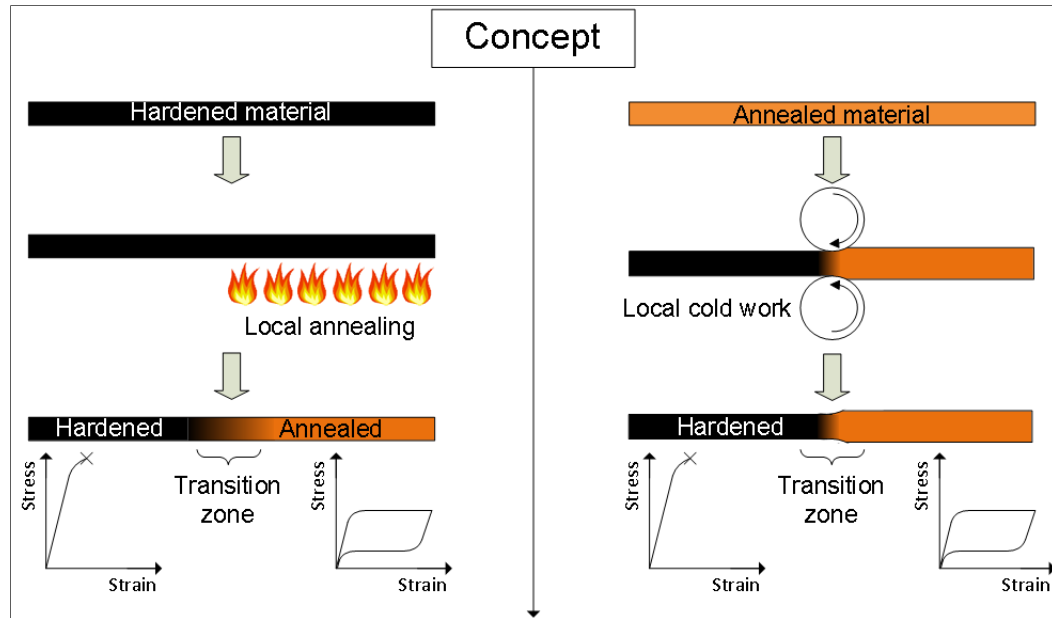 Concept
Hardened material
Local annealing
Hardened
Annealed
Transition
zone
Stress
Strain
Stress
Strain
Annealed material
Local cold work
Hardened
Transition
zone
Stress
Strain
Stress
Strain